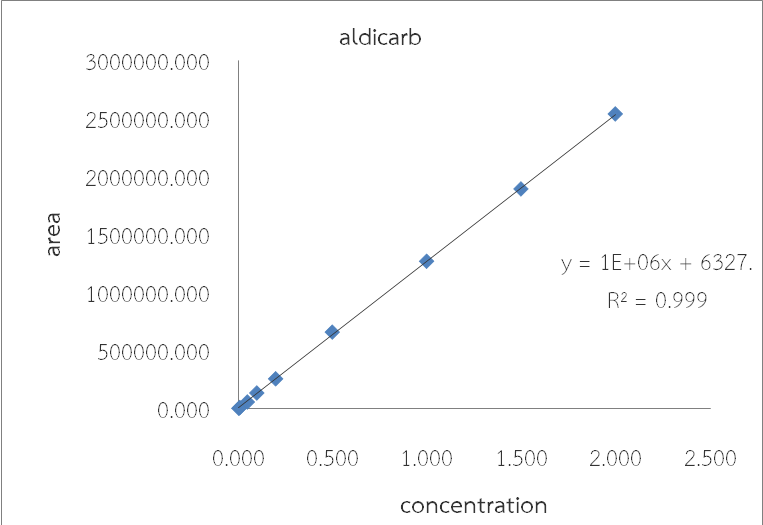 aldicarb
3000000.000
2500000.000
2000000.000
1500000.000
1000000.000
500000.000
0.000
area
y = 1E+06x + 6327.
R² = 0.999
0.000 0.500 1.000 1.500 2.000 2.500
concentration